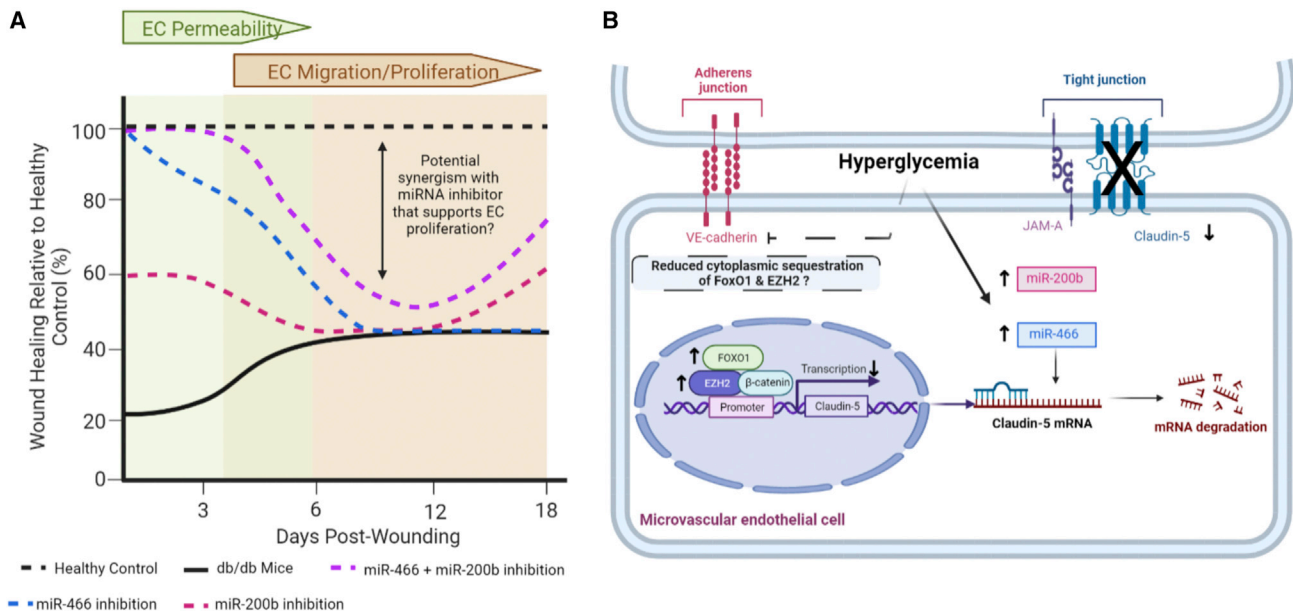 A
EC Permeability
EC Migration/Proliferation
Wound Healing Relative to Healthy
Control (%)
100
80
60
40
20
0
Potential
synergism with
miRNA inhibitor
that supports EC
proliferation?
3
6
12
18
Days Post-Wounding
Healthy Control
db/db Mice
miR-466 + miR-200b inhibition
miR-466 inhibition
miR-200b inhibition
B
Adherens
junction
Tight junction
Hyperglycemia
VE-cadherin
JAM-A
Claudin-5
Reduced cytoplasmic sequestration
of FoxO1 & EZH2 ?
miR-200b
miR-466
FOXO1
EZH2
β-catenin
Transcription
Promoter
Claudin-5
Claudin-5 mRNA
mRNA degradation
Microvascular endothelial cell